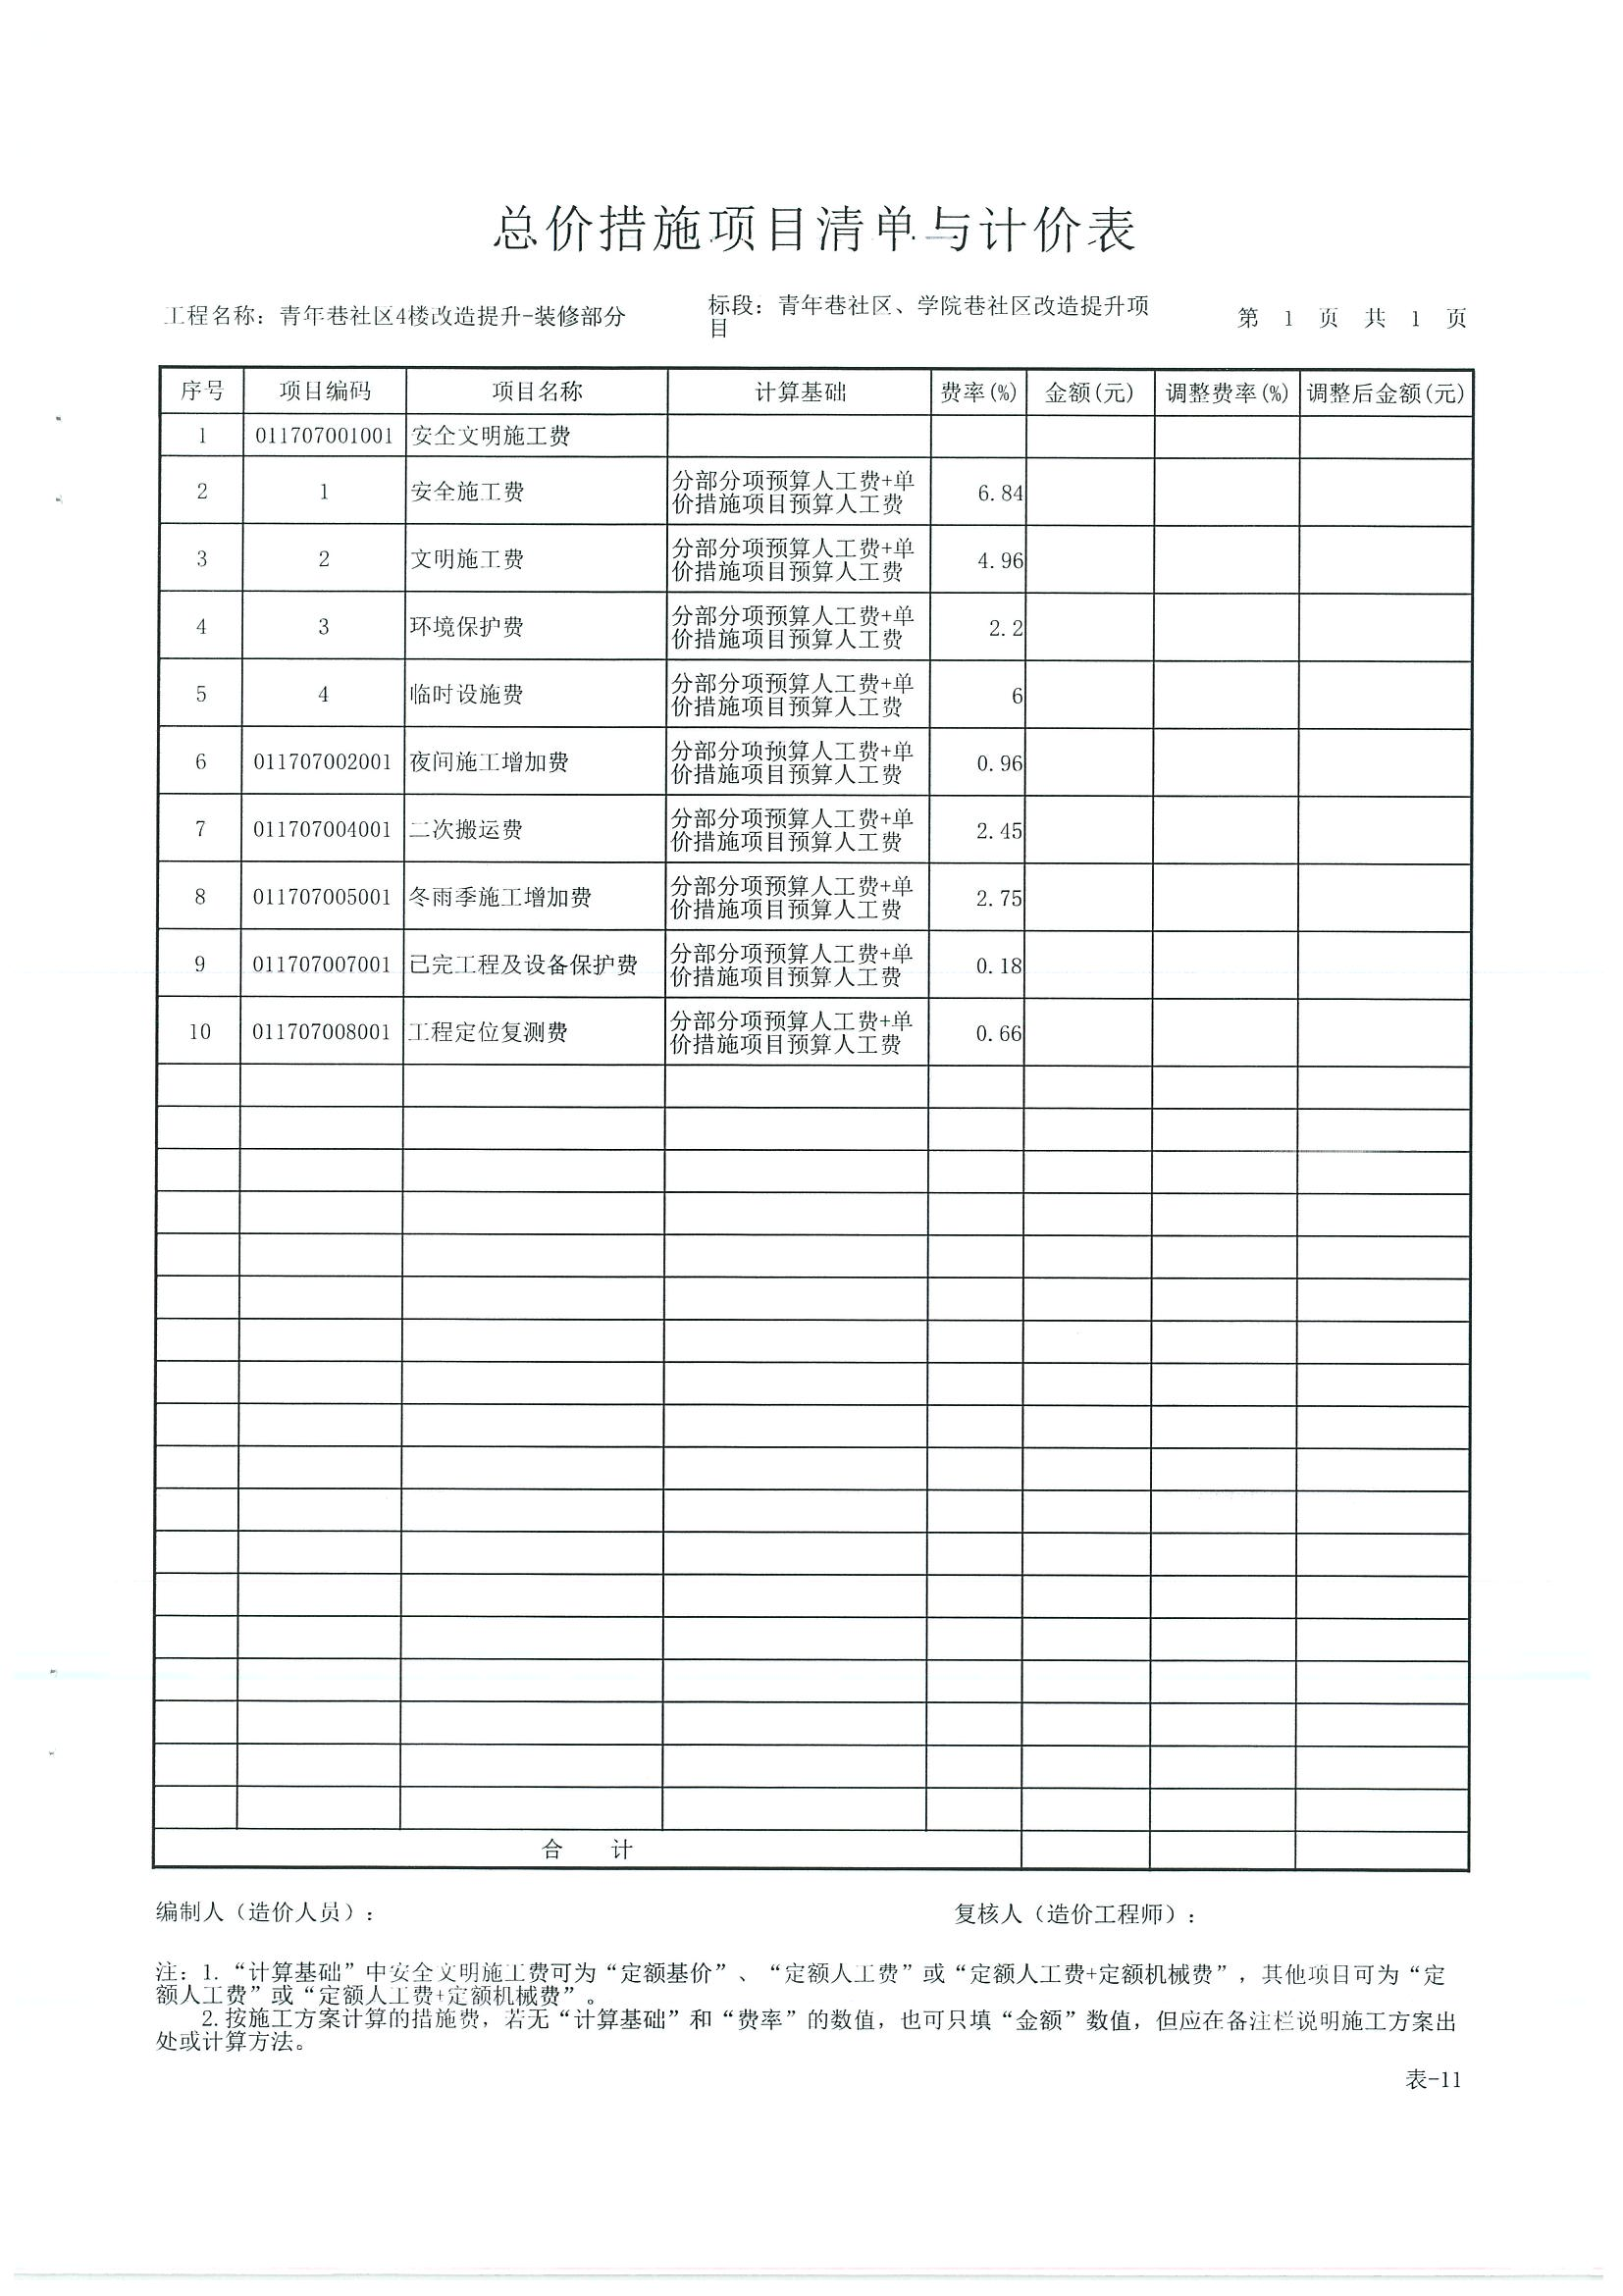 总价措施项目清单与计价表
工程名称：青年巷社区4楼改造提升-装修部分
标段：青年巷社区、学院巷社区改造提升项
目
第 1 页 共 1 页
序号 项目编码 项目名称 计算基础 费率(%) 金额(元) 调整费率(%) 调整后金额(元)
1 011707001001 安全文明施工费
2 1 安全施工费 分部分项预算人工费+单
价措施项目预算人工费 6.84
3 2 文明施工费 分部分项预算人工费+单
价措施项目预算人工费 4.96
4 3 环境保护费 分部分项预算人工费+单
价措施项目预算人工费 2.2
5 4 临时设施费 分部分项预算人工费+单
价措施项目预算人工费 6
6 011707002001 夜间施工增加费 分部分项预算人工费+单
价措施项目预算人工费 0.96
7 011707004001 二次搬运费 分部分项预算人工费+单
价措施项目预算人工费 2.45
8 011707005001 冬雨季施工增加费 分部分项预算人工费+单
价措施项目预算人工费 2.75
9 011707007001 已完工程及设备保护费 分部分项预算人工费+单
价措施项目预算人工费 0.18
10 011707008001 工程定位复测费 分部分项预算人工费+单
价措施项目预算人工费 0.66
合 计
编制人（造价人员）： 复核人（造价工程师）：
注：1.“计算基础”中安全文明施工费可为“定额基价”、“定额人工费”或“定额人工费+定额机械费”，其他项目可为“定
额人工费”或“定额人工费+定额机械费”。
2.按施工方案计算的措施费，若无“计算基础”和“费率”的数值，也可只填“金额”数值，但应在备注栏说明施工方案出
处或计算方法。
表-11